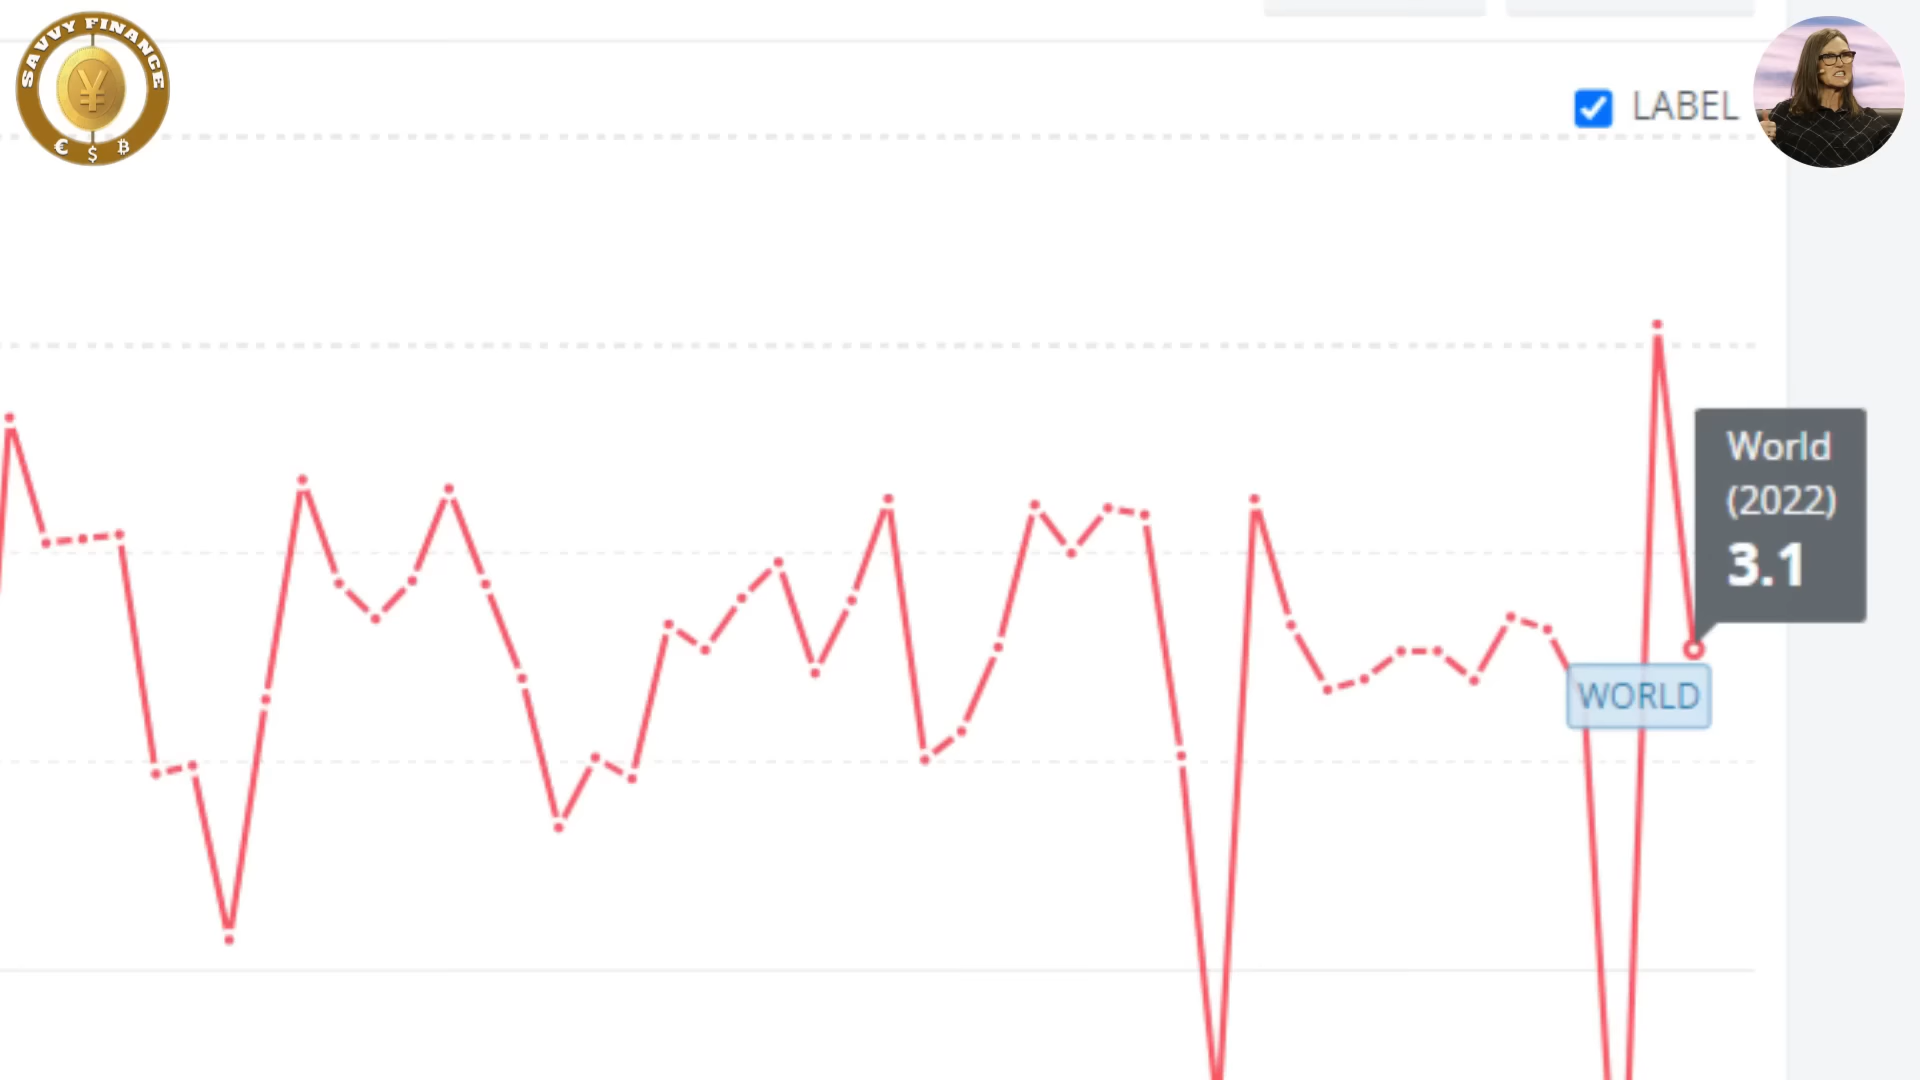 SAVVY FINANCE
¥
€ $ ₿
LABEL
World
(2022)
3.1
WORLD